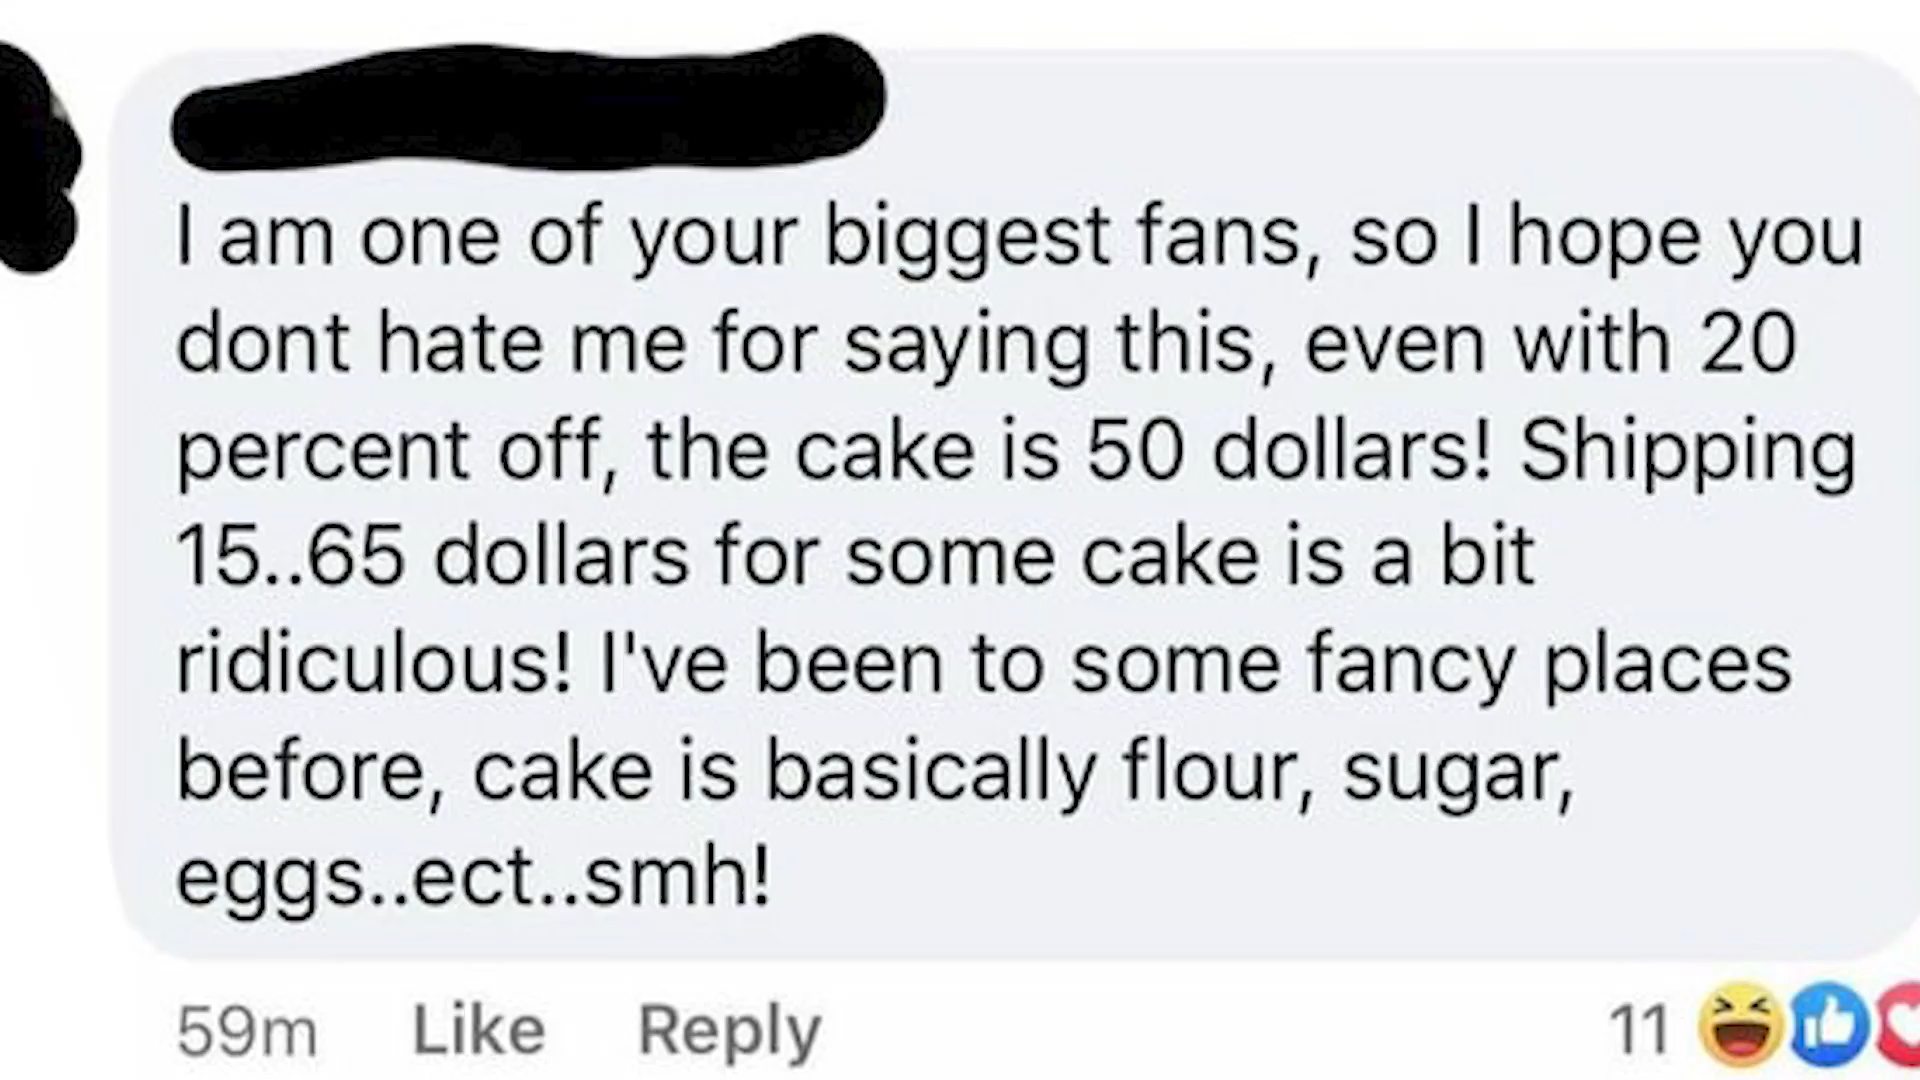 I am one of your biggest fans, so I hope you
dont hate me for saying this, even with 20
percent off, the cake is 50 dollars! Shipping
15..65 dollars for some cake is a bit
ridiculous! I've been to some fancy places
before, cake is basically flour, sugar,
eggs..ect..smh!
59m Like Reply 11